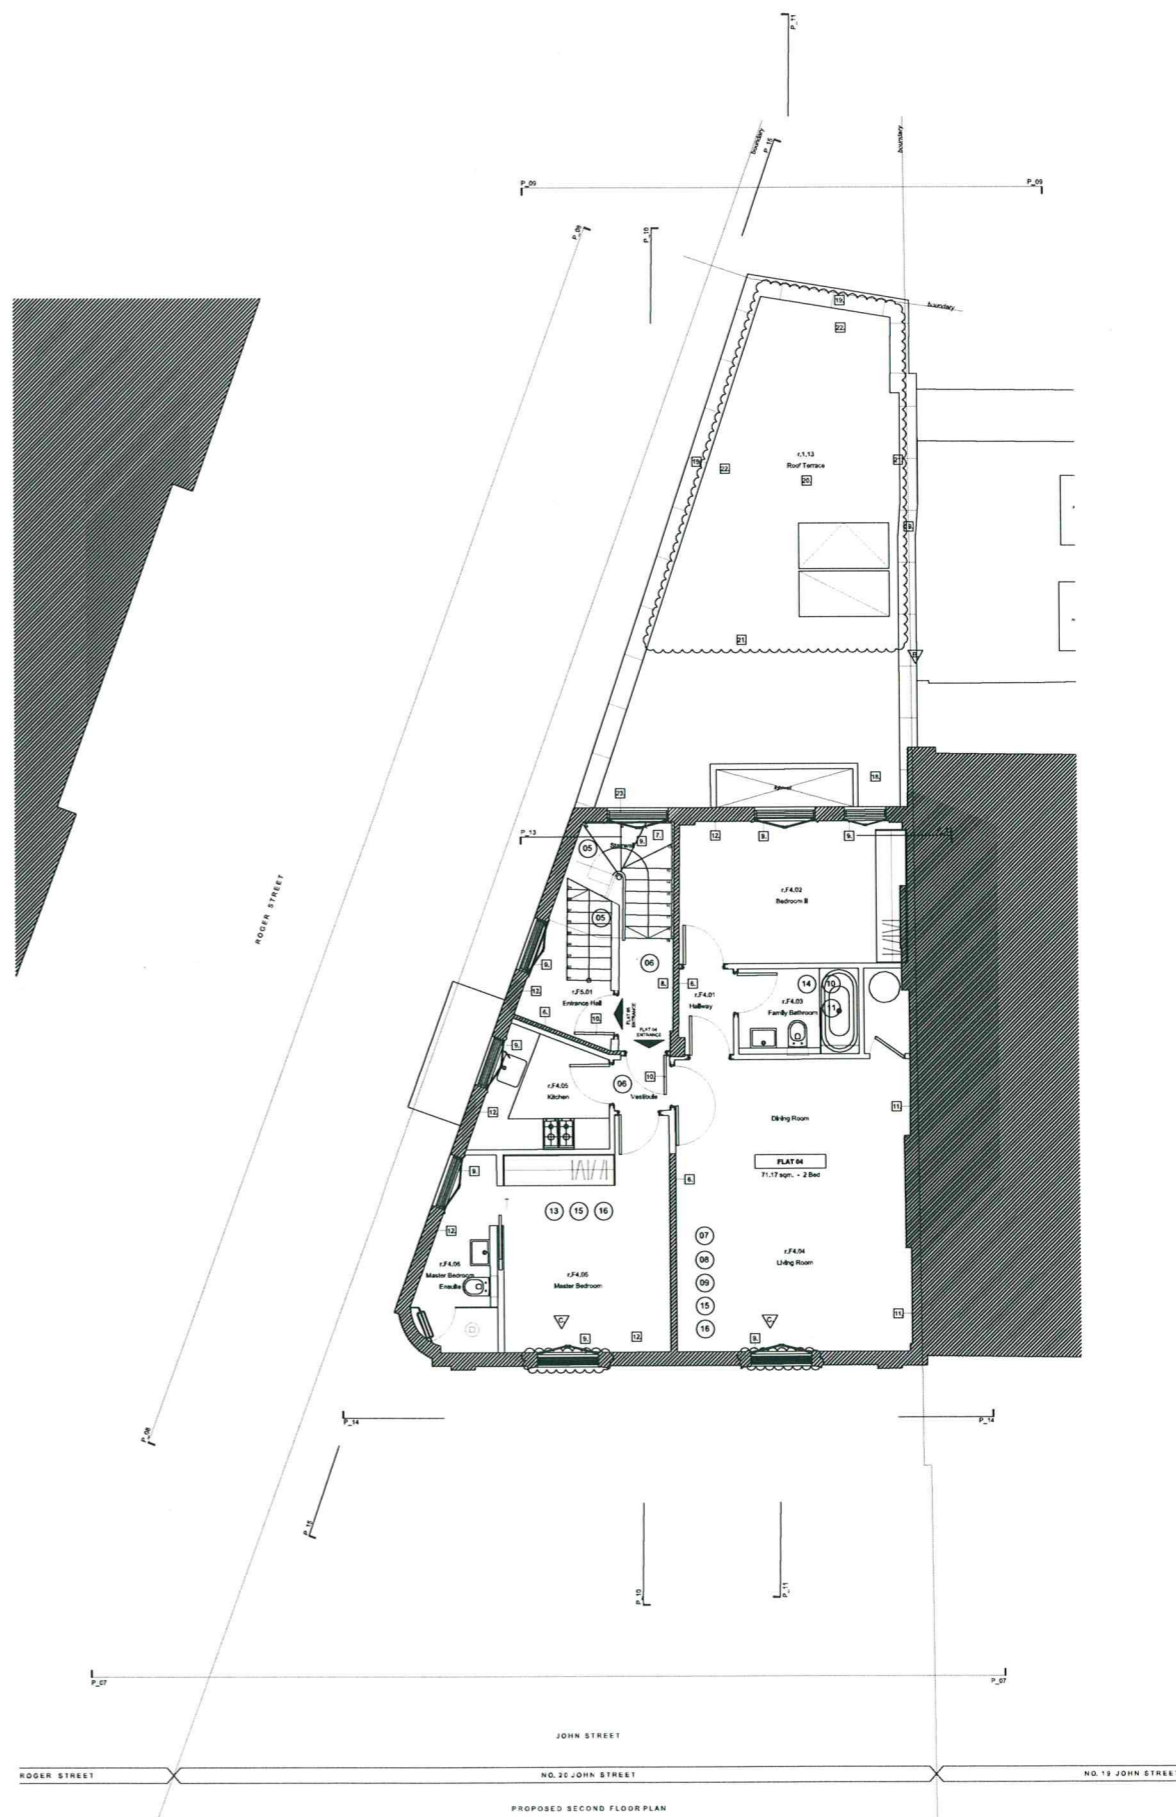 P_11
boundary
P_15
boundary
P_09
P_09
P_08
P_10
boundary
19.
22.
r.1.13
Roof Terrace
19.
22.
20.
21.
18.
23.
P_13
05
Stairwell
9.
7.
12.
9.
9.
r.F4.02
Bedroom II
ROGER STREET
05
06
9.
8.
6.
14
10
12.
r.F5.01
Entrance Hall
r.F4.01
Hallway
r.F4.03
Family Bathroom
11
6.
10.
FLAT 05
ENTRANCE
FLAT 04
ENTRANCE
9.
10.
r.F4.05
Kitchen
06
Vestibule
12.
Dining Room
11.
FLAT 04
71.17 sqm. - 2 Bed
9.
6.
13
15
16
12.
07
r.F4.06
Master Bedroom
Ensuite
r.F4.05
Master Bedroom
08
r.F4.04
Living Room
09
15
16
11.
C.
C.
9.
12.
9.
P_14
P_14
P_08
P_15
P_10
P_11
P_07
P_07
JOHN STREET
ROGER STREET
NO. 20 JOHN STREET
NO. 19 JOHN STREET
PROPOSED SECOND FLOOR PLAN